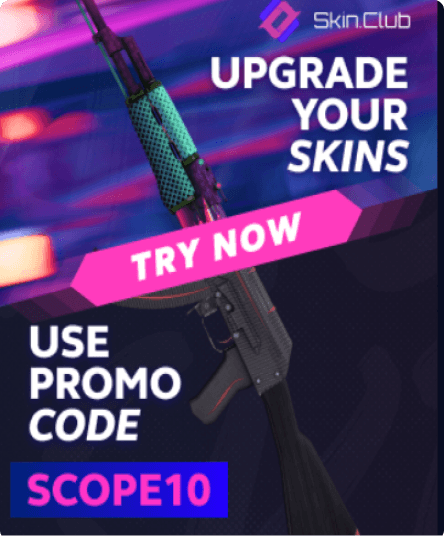 Skin.Club
UPGRADE
YOUR
SKINS
TRY NOW
USE
PROMO
CODE
SCOPE10